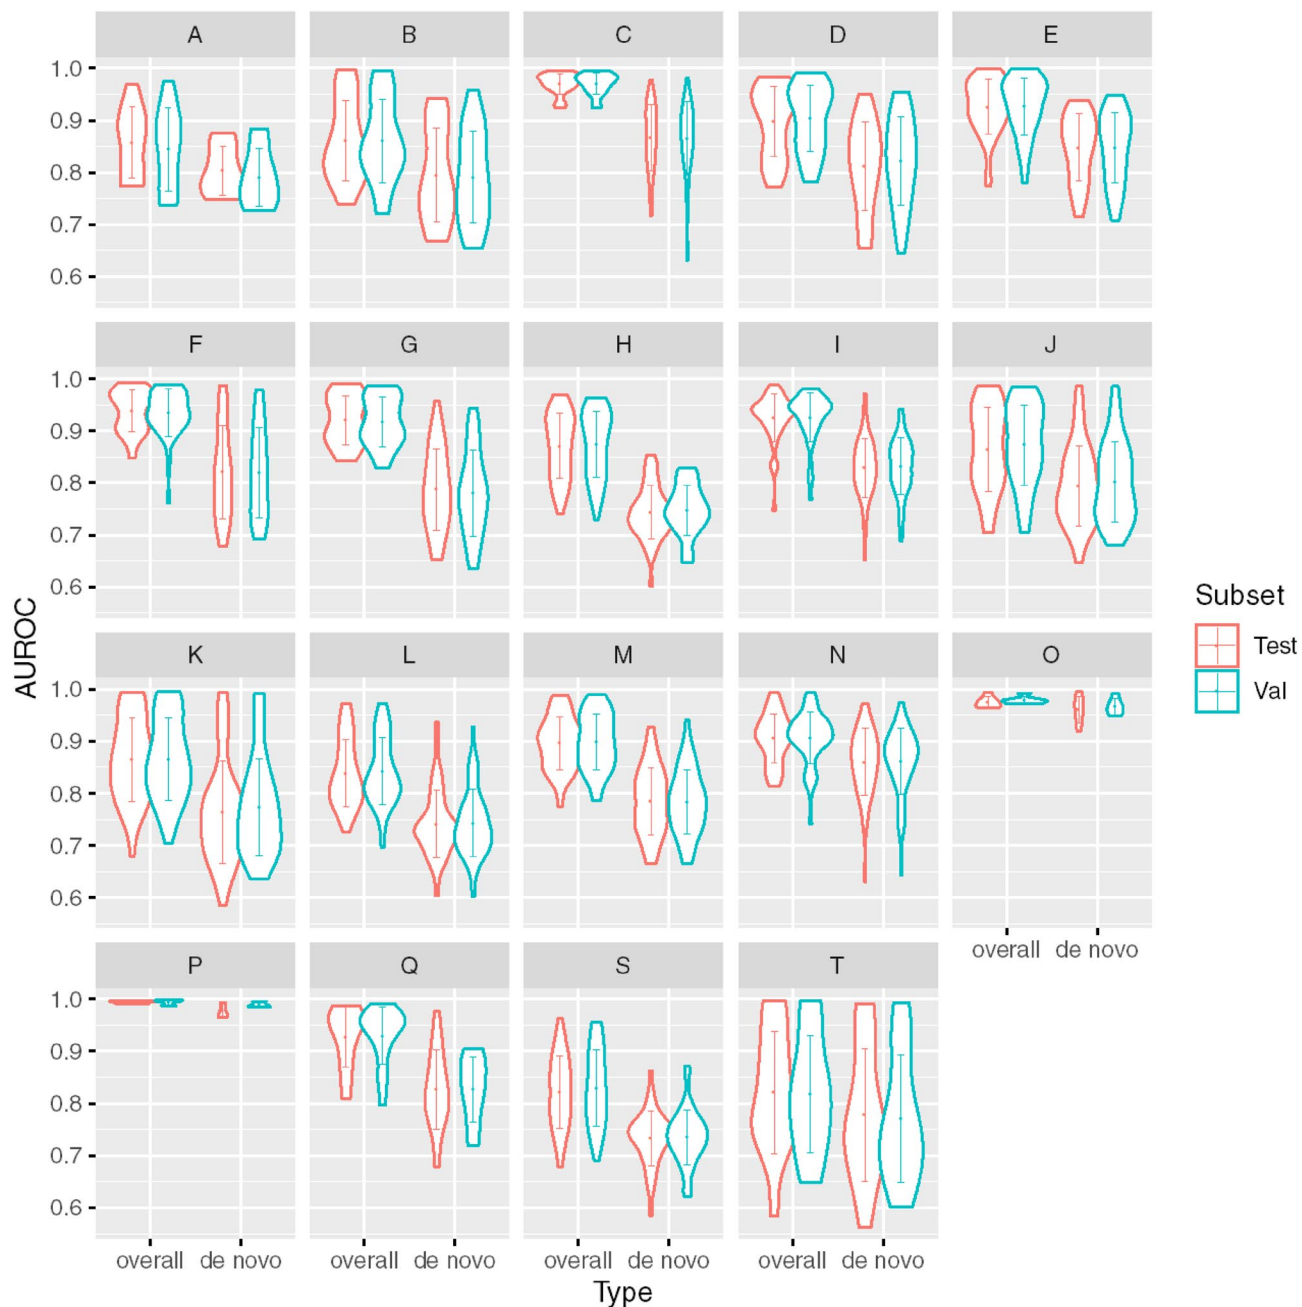 A B C D E
1.0
0.9
0.8
0.7
0.6
F G H I J
1.0
0.9
0.8
0.7
0.6
AUROC
Subset
Test
Val
K L M N O
1.0
0.9
0.8
0.7
0.6
overall de novo
P Q S T
1.0
0.9
0.8
0.7
0.6
overall de novo overall de novo overall de novo overall de novo
Type